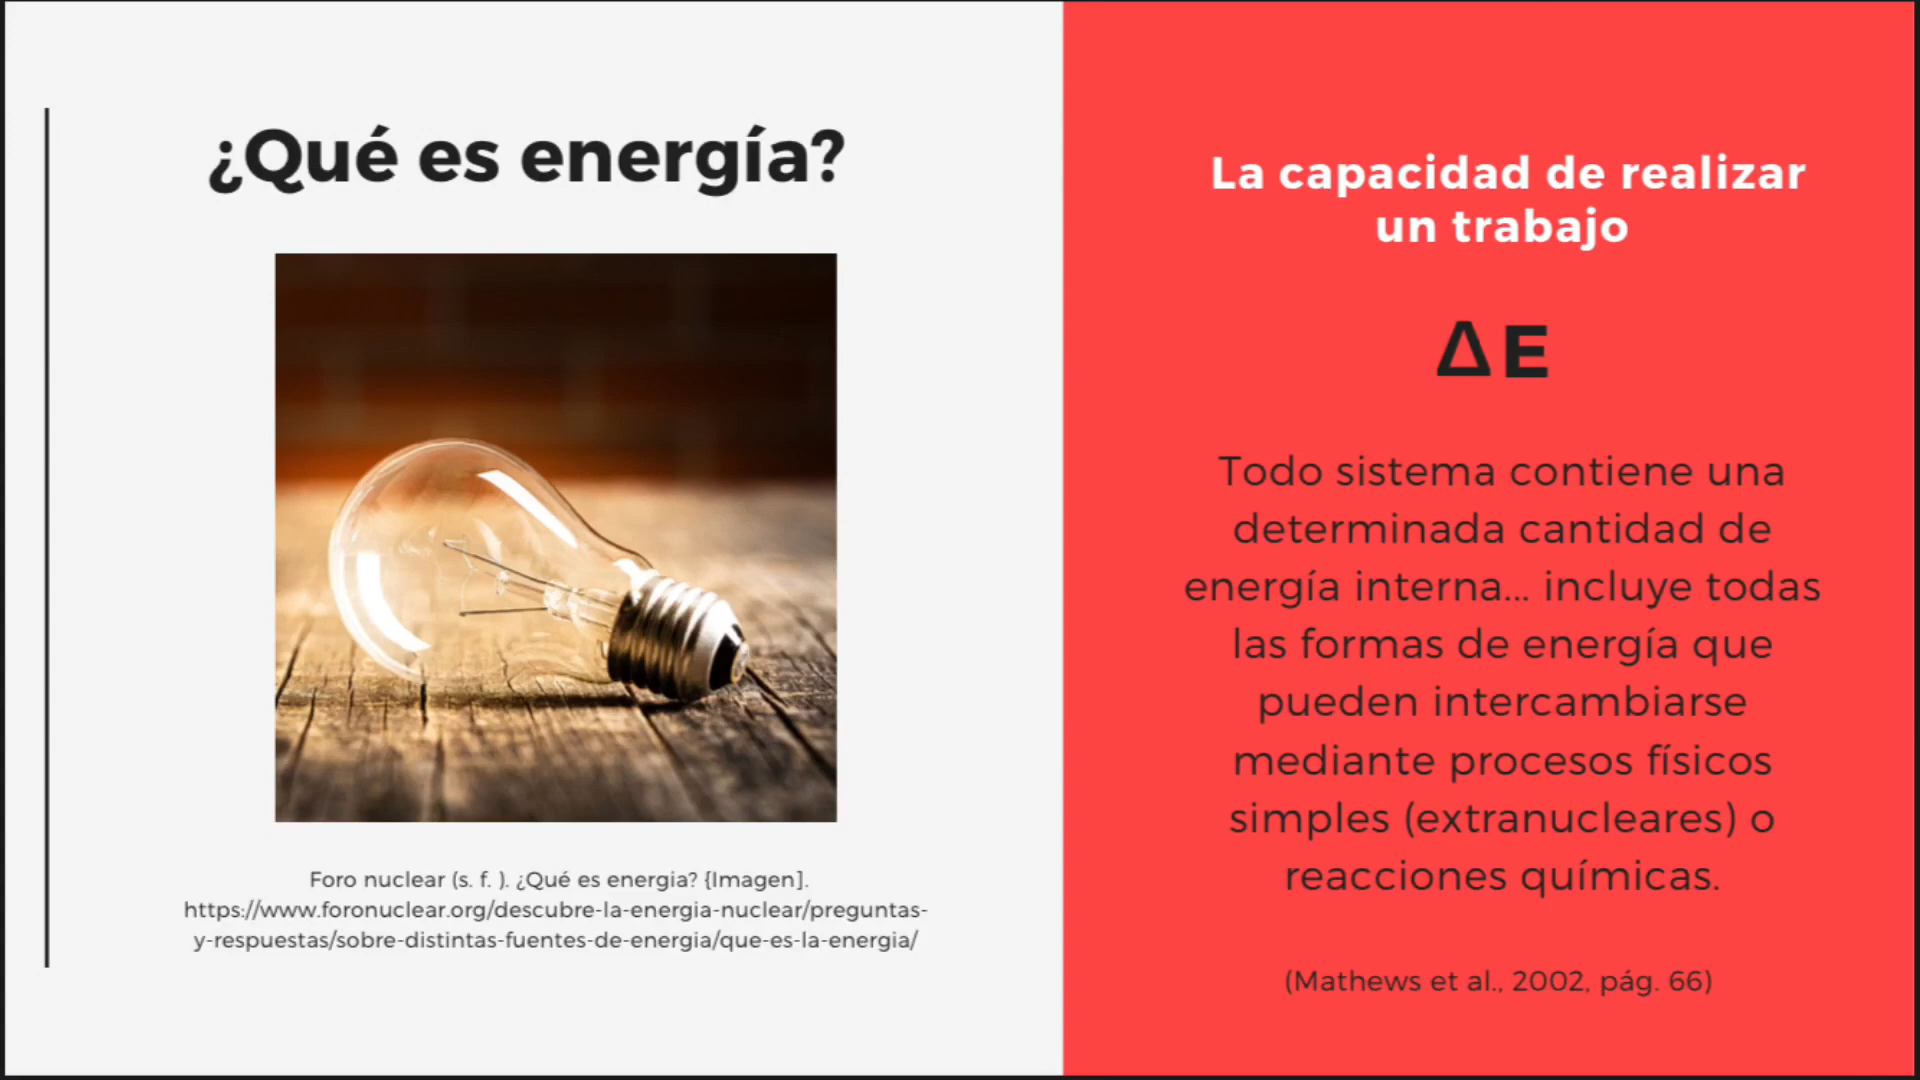 ¿Qué es energía?
Foro nuclear (s. f. ). ¿Qué es energia? {Imagen].
https://www.foronuclear.org/descubre-la-energia-nuclear/preguntas-
y-respuestas/sobre-distintas-fuentes-de-energia/que-es-la-energia/
La capacidad de realizar
un trabajo
Δ E
Todo sistema contiene una
determinada cantidad de
energía interna... incluye todas
las formas de energía que
pueden intercambiarse
mediante procesos físicos
simples (extranucleares) o
reacciones químicas.
(Mathews et al., 2002, pág. 66)